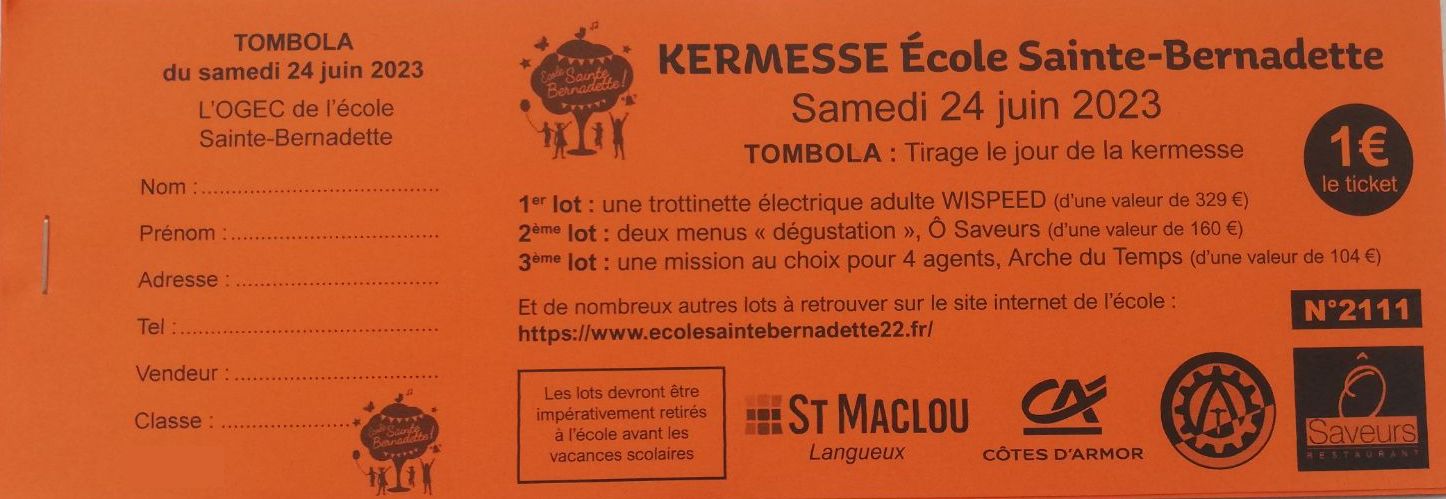 TOMBOLA
du samedi 24 juin 2023
L'OGEC de l'école
Sainte-Bernadette
Nom :
Prénom :
Adresse :
Tel :
Vendeur :
Classe :
École Sainte
Bernadette !
École Sainte
Bernadette !
KERMESSE École Sainte-Bernadette
Samedi 24 juin 2023
TOMBOLA : Tirage le jour de la kermesse
1€
le ticket
1er lot : une trottinette électrique adulte WISPEED (d'une valeur de 329 €)
2ème lot : deux menus « dégustation », Ô Saveurs (d'une valeur de 160 €)
3ème lot : une mission au choix pour 4 agents, Arche du Temps (d'une valeur de 104 €)
Et de nombreux autres lots à retrouver sur le site internet de l'école :
https://www.ecolesaintebernadette22.fr/
N°2111
Les lots devront être
impérativement retirés
à l'école avant les
vacances scolaires
ST MACLOU
Langueux
CA
CÔTES D'ARMOR
Ô
Saveurs
RESTAURANT